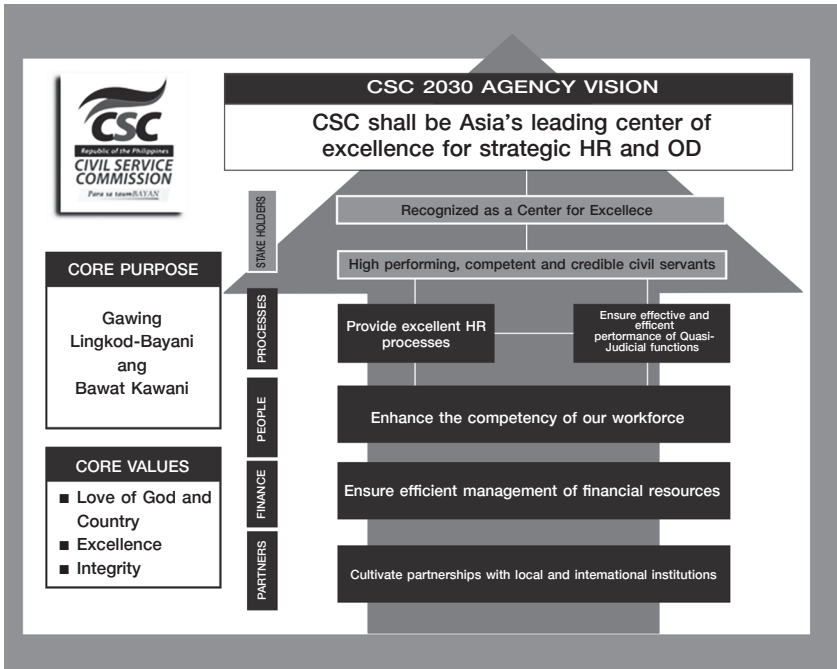 CSC
Republic of the Philippines
CIVIL SERVICE
COMMISSION
Para sa taumBAYAN
CSC 2030 AGENCY VISION
CSC shall be Asia's leading center of
excellence for strategic HR and OD
STAKE HOLDERS
Recognized as a Center for Excellece
High performing, competent and credible civil servants
CORE PURPOSE
Gawing
Lingkod-Bayani
ang
Bawat Kawani
PROCESSES
Provide excellent HR
processes
Ensure effective and
efficent
pertormance of Quasi-
Judicial functions
PEOPLE
Enhance the competency of our workforce
CORE VALUES
■ Love of God and
Country
■ Excellence
■ Integrity
FINANCE
Ensure efficient management of financial resources
PARTNERS
Cultivate partnerships with local and intemational institutions